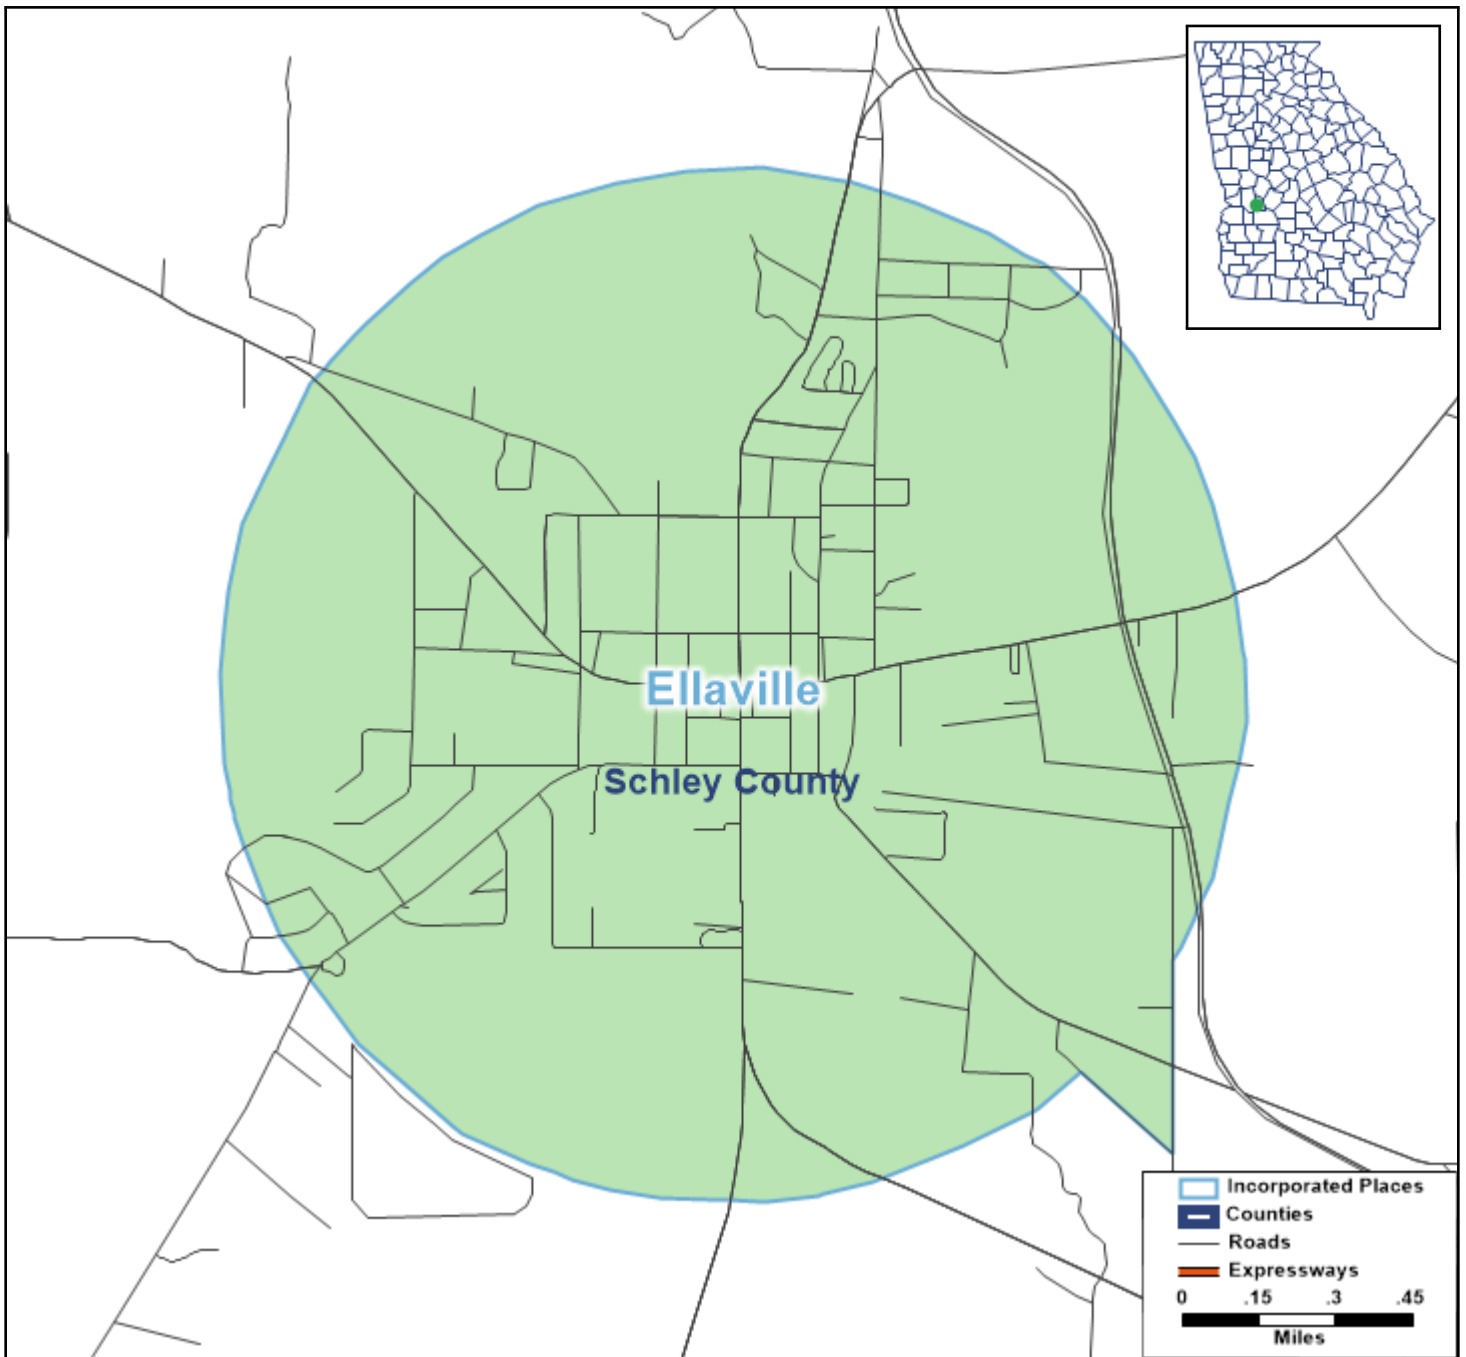 Ellaville
Schley County
Incorporated Places
Counties
Roads
Expressways
0 .15 .3 .45
Miles